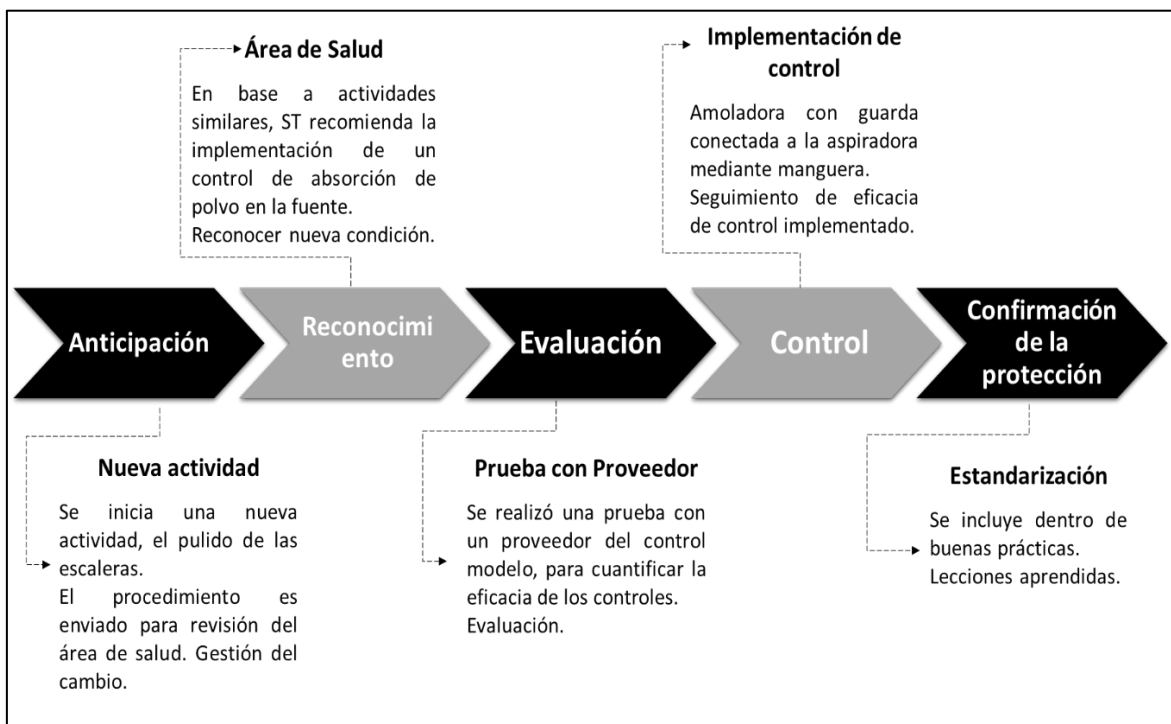 Área de Salud
En base a actividades
similares, ST recomienda la
implementación de un
control de absorción de
polvo en la fuente.
Reconocer nueva condición.
Implementación de
control
Amoladora con guarda
conectada a la aspiradora
mediante manguera.
Seguimiento de eficacia
de control implementado.
Anticipación
Reconocimi
ento
Evaluación
Control
Confirmación
de la
protección
Nueva actividad
Se inicia una nueva
actividad, el pulido de las
escaleras.
El procedimiento es
enviado para revisión del
área de salud. Gestión del
cambio.
Prueba con Proveedor
Se realizó una prueba con
un proveedor del control
modelo, para cuantificar la
eficacia de los controles.
Evaluación.
Estandarización
Se incluye dentro de
buenas prácticas.
Lecciones aprendidas.